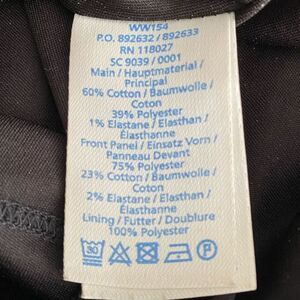 WW154
P.O. 892632 / 892633
RN 118027
SC 9039 / 0001
Main / Hauptmaterial /
Principal
60% Cotton / Baumwolle /
Coton
39% Polyester
1% Elastane / Elasthan /
Élasthanne
Front Panel / Einsatz Vorn /
Panneau Devant
75% Polyester
23% Cotton / Baumwolle /
Coton
2% Elastane / Elasthan /
Élasthanne
Lining / Futter / Doublure
100% Polyester
30